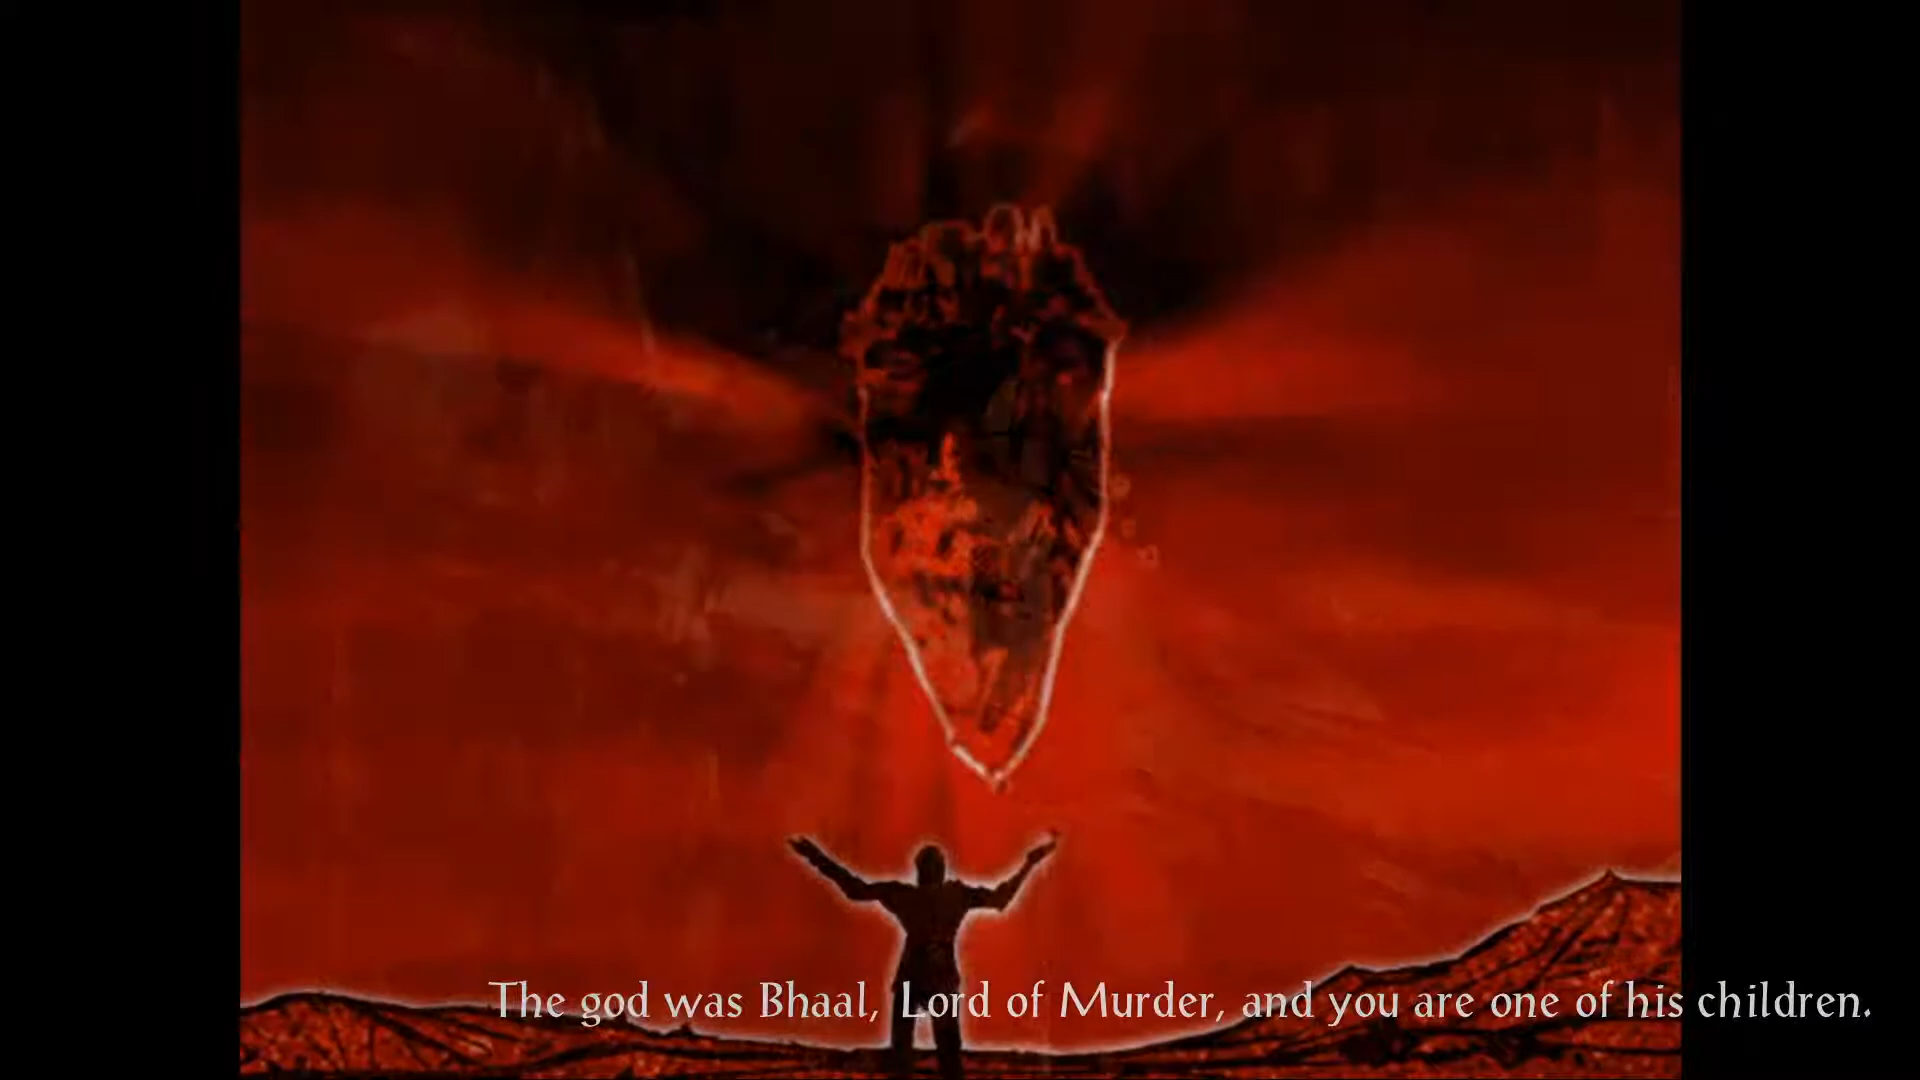 The god was Bhaal, Lord of Murder, and you are one of his children.